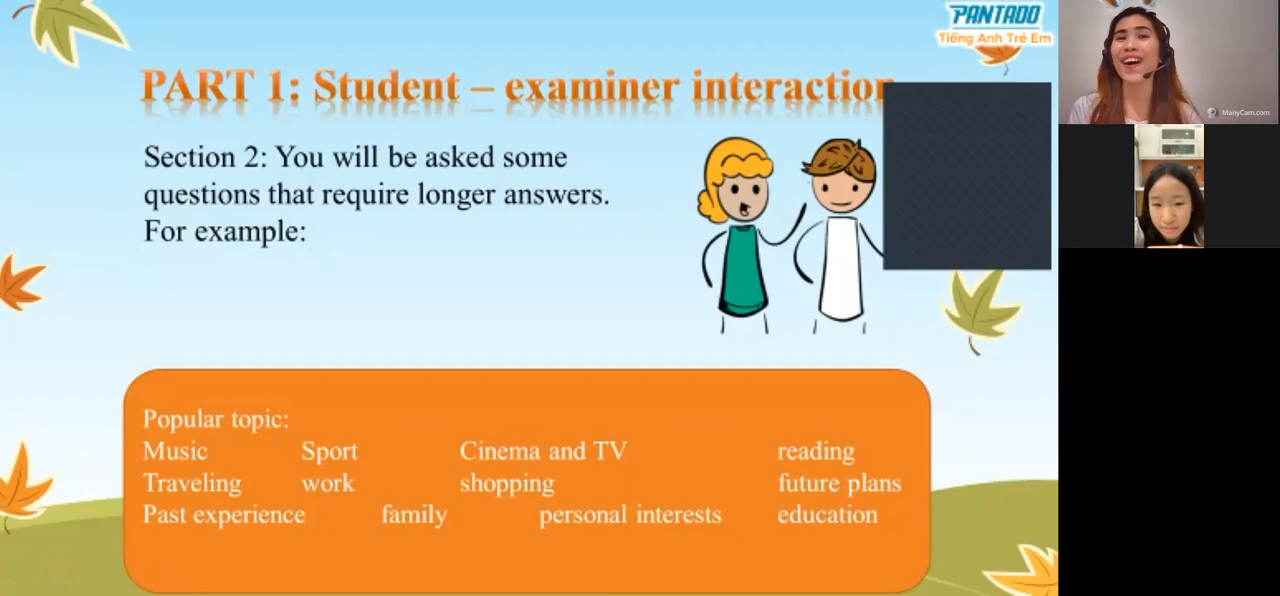 PANTADO
Tiếng Anh Trẻ Em
PART 1: Student – examiner interaction
Section 2: You will be asked some
questions that require longer answers.
For example:
Popular topic:
Music Sport Cinema and TV reading
Traveling work shopping future plans
Past experience family personal interests education
ManyCam.com